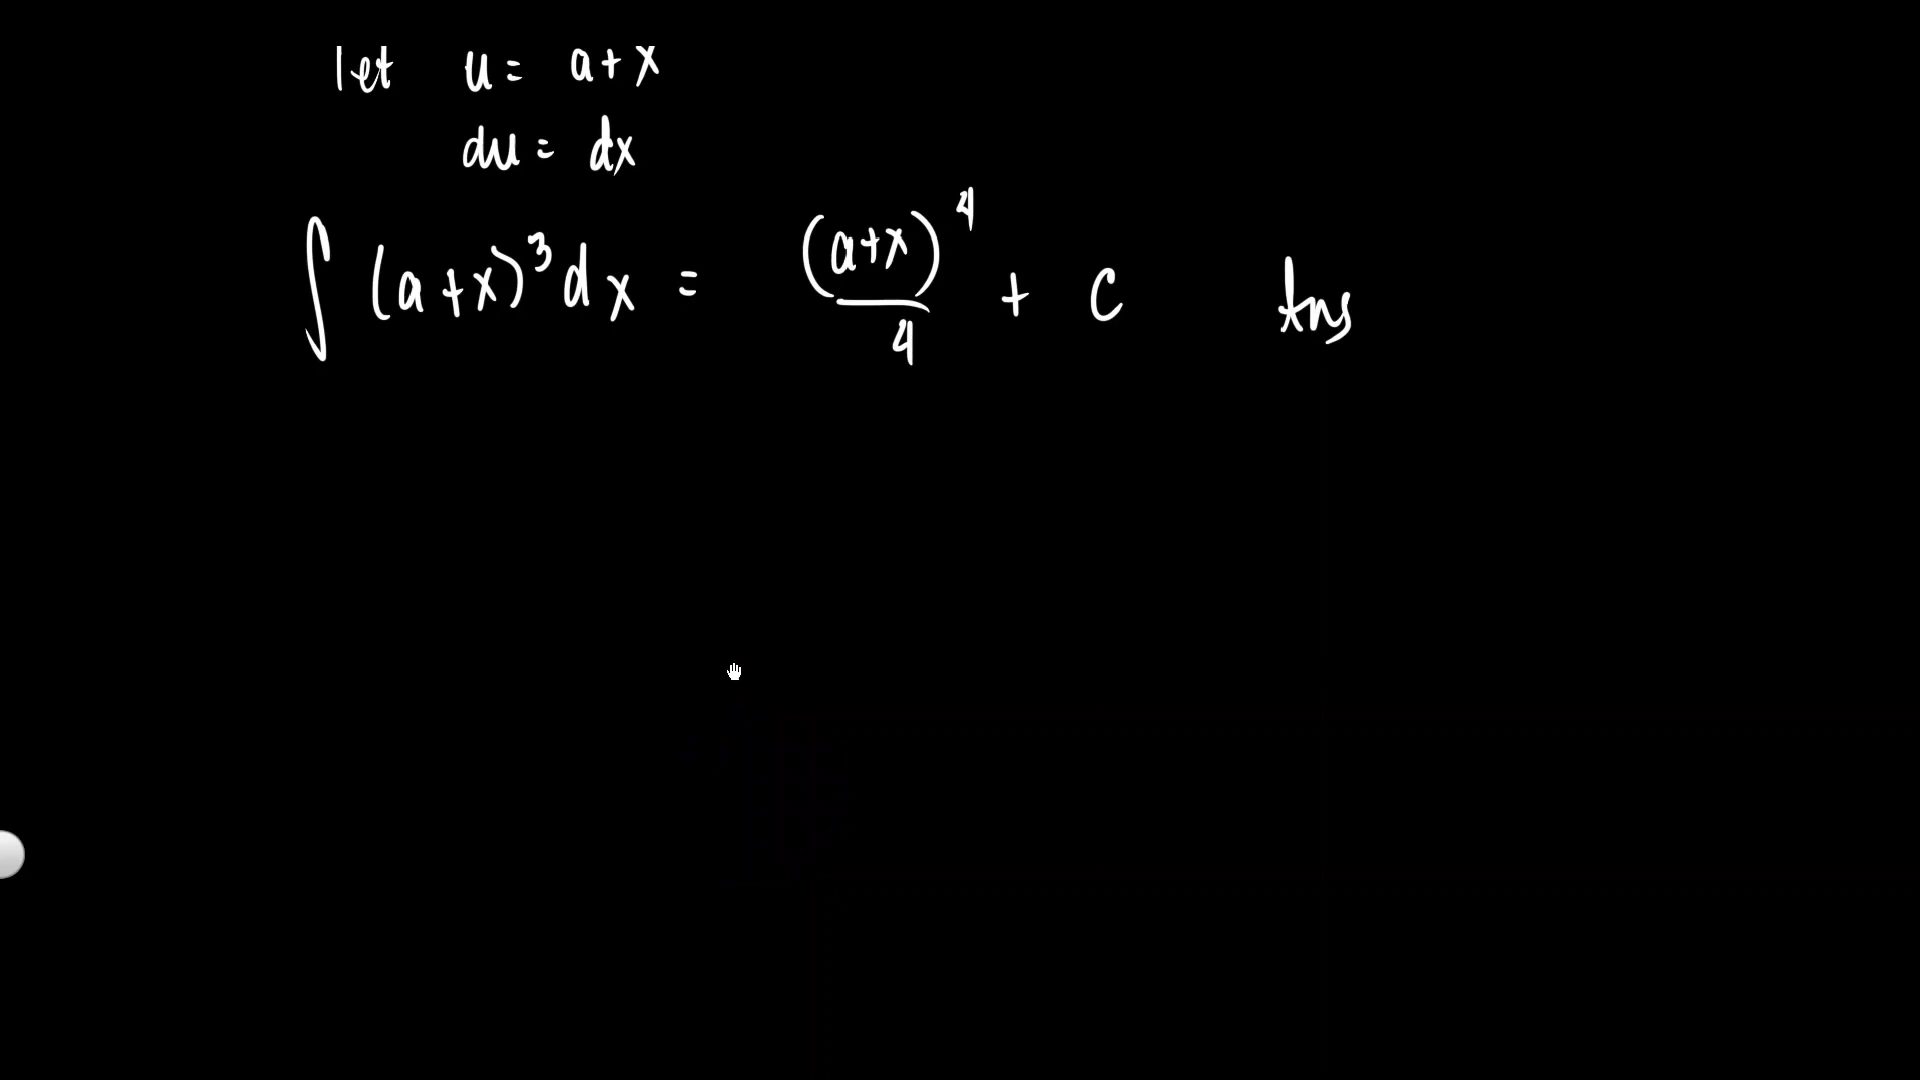 let u = a+x
du = dx
∫ (a+x)³ dx = (a+x)⁴/4 + C Ans